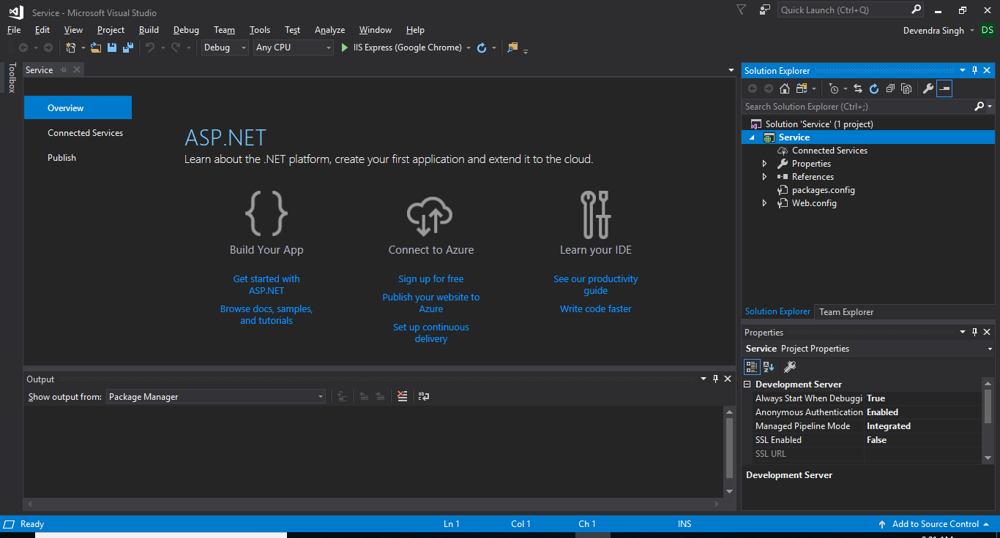 Service - Microsoft Visual Studio
Quick Launch (Ctrl+Q)
File Edit View Project Build Debug Team Tools Test Analyze Window Help
Devendra Singh DS
Debug Any CPU IIS Express (Google Chrome)
Toolbox
Service
Overview
Connected Services
Publish
ASP.NET
Learn about the .NET platform, create your first application and extend it to the cloud.
Build Your App
Get started with
ASP.NET
Browse docs, samples,
and tutorials
Connect to Azure
Sign up for free
Publish your website to
Azure
Set up continuous
delivery
Learn your IDE
See our productivity
guide
Write code faster
Output
Show output from: Package Manager
Solution Explorer
Search Solution Explorer (Ctrl+;)
Solution 'Service' (1 project)
Service
Connected Services
Properties
References
packages.config
Web.config
Solution Explorer Team Explorer
Properties
Service Project Properties
Development Server
Always Start When Debuggi True
Anonymous Authentication Enabled
Managed Pipeline Mode Integrated
SSL Enabled False
SSL URL
Development Server
Ready Ln 1 Col 1 Ch 1 INS Add to Source Control